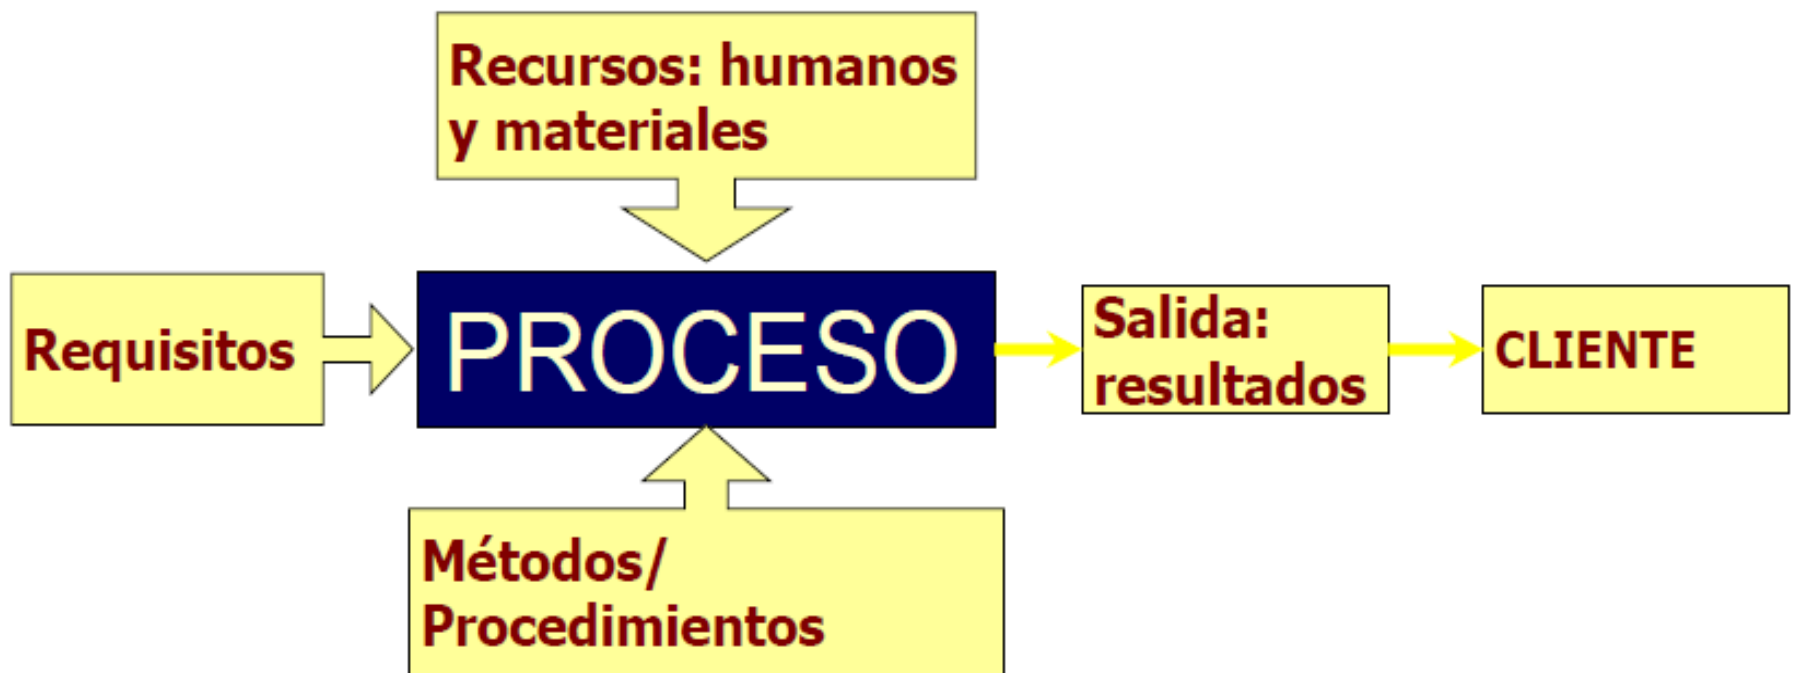 Recursos: humanos
y materiales
Requisitos
PROCESO
Salida:
resultados
CLIENTE
Métodos/
Procedimientos